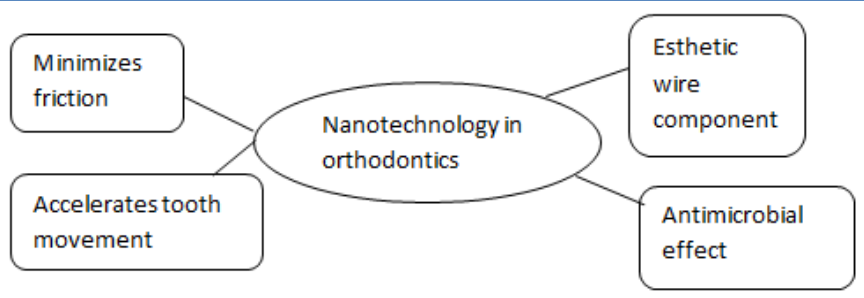 Minimizes
friction
Esthetic
wire
component
Nanotechnology in
orthodontics
Accelerates tooth
movement
Antimicrobial
effect